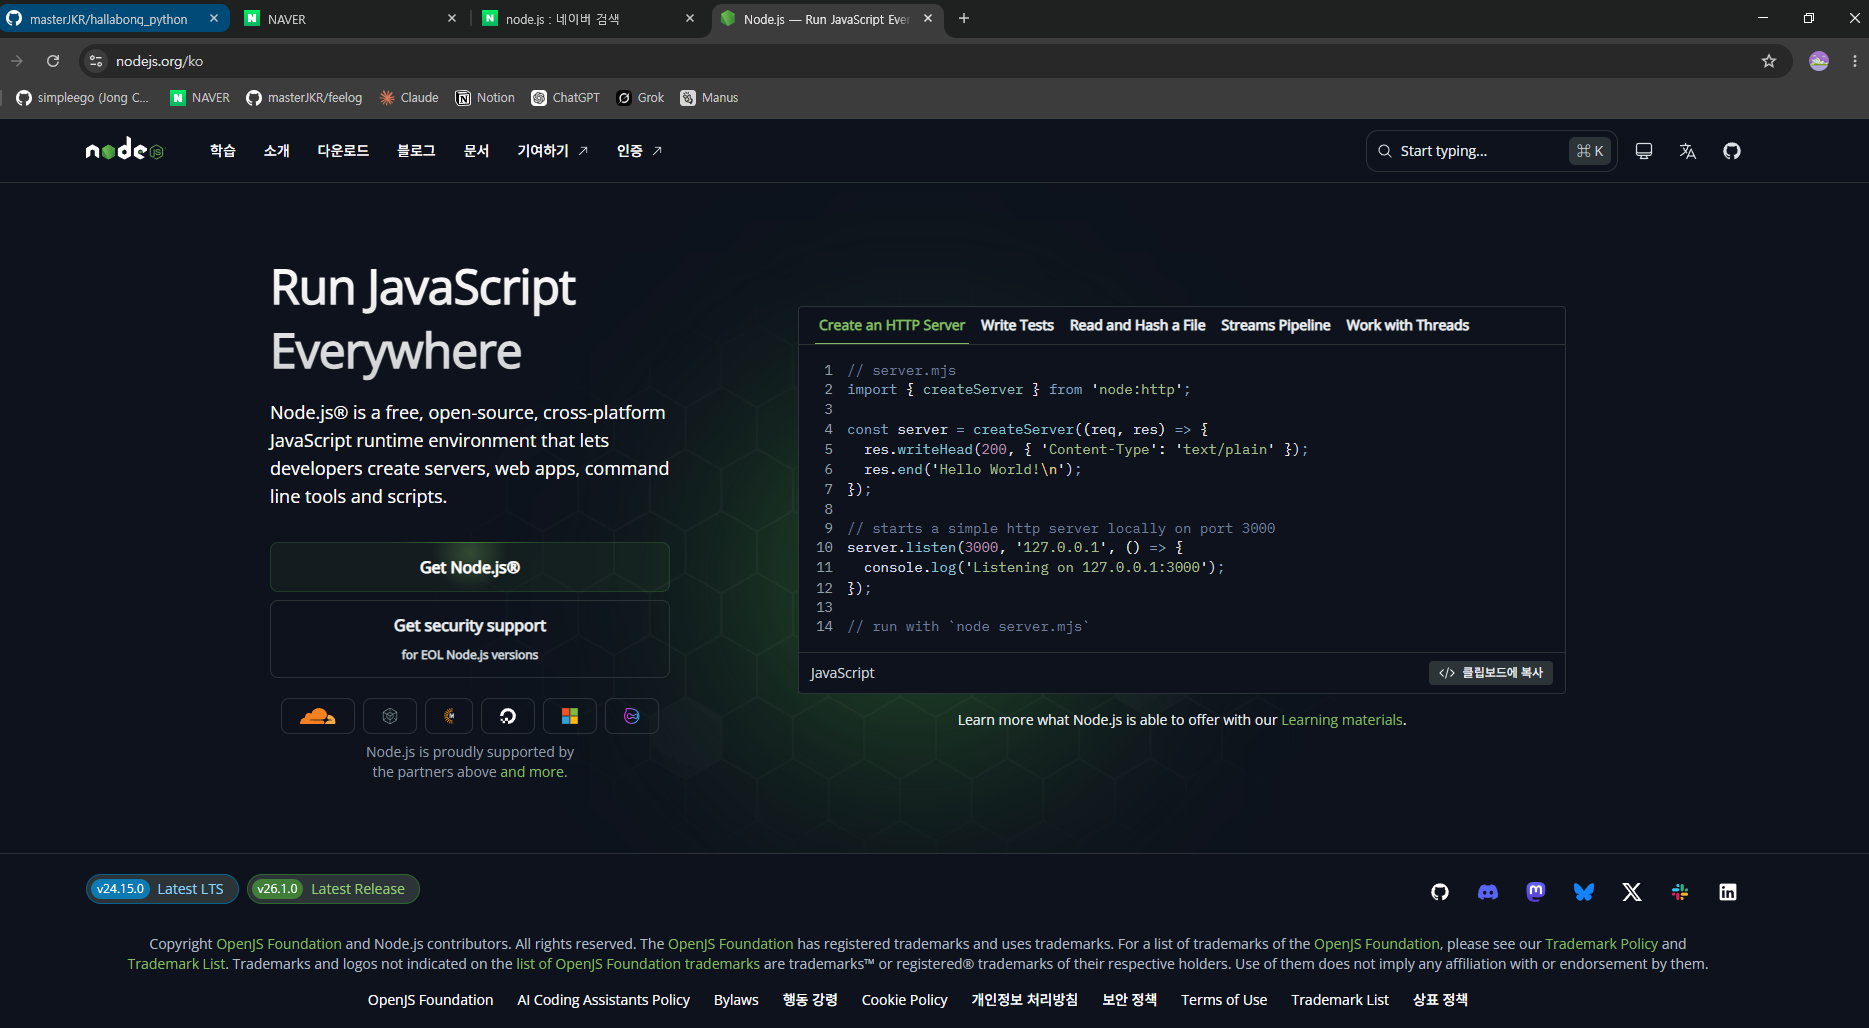 masterJKR/hallabong_python
NAVER
node.js : 네이버 검색
Node.js — Run JavaScript Ever
nodejs.org/ko
simpleego (Jong C...
NAVER
masterJKR/feelog
Claude
Notion
ChatGPT
Grok
Manus
node JS
학습
소개
다운로드
블로그
문서
기여하기
인증
Start typing...
⌘ K
Run JavaScript
Everywhere
Node.js® is a free, open-source, cross-platform
JavaScript runtime environment that lets
developers create servers, web apps, command
line tools and scripts.
Get Node.js®
Get security support
for EOL Node.js versions
Node.js is proudly supported by
the partners above and more.
Create an HTTP Server
Write Tests
Read and Hash a File
Streams Pipeline
Work with Threads
1 // server.mjs
2 import { createServer } from 'node:http';
3
4 const server = createServer((req, res) => {
5 res.writeHead(200, { 'Content-Type': 'text/plain' });
6 res.end('Hello World!\n');
7 });
8
9 // starts a simple http server locally on port 3000
10 server.listen(3000, '127.0.0.1', () => {
11 console.log('Listening on 127.0.0.1:3000');
12 });
13
14 // run with `node server.mjs`
JavaScript
</> 클립보드에 복사
Learn more what Node.js is able to offer with our Learning materials.
v24.15.0 Latest LTS
v26.1.0 Latest Release
Copyright OpenJS Foundation and Node.js contributors. All rights reserved. The OpenJS Foundation has registered trademarks and uses trademarks. For a list of trademarks of the OpenJS Foundation, please see our Trademark Policy and
Trademark List. Trademarks and logos not indicated on the list of OpenJS Foundation trademarks are trademarks™ or registered® trademarks of their respective holders. Use of them does not imply any affiliation with or endorsement by them.
OpenJS Foundation
AI Coding Assistants Policy
Bylaws
행동 강령
Cookie Policy
개인정보 처리방침
보안 정책
Terms of Use
Trademark List
상표 정책